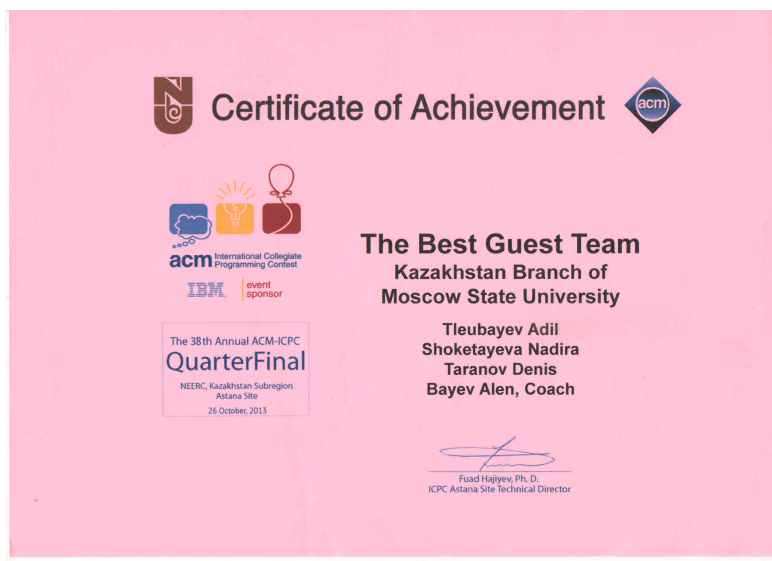 Certificate of Achievement
acm
acm International Collegiate
Programming Contest
IBM. event
sponsor
The 38th Annual ACM-ICPC
QuarterFinal
NEERC, Kazakhstan Subregion
Astana Site
26 October, 2013
The Best Guest Team
Kazakhstan Branch of
Moscow State University
Tleubayev Adil
Shoketayeva Nadira
Taranov Denis
Bayev Alen, Coach
Fuad Hajiyev, Ph. D.
ICPC Astana Site Technical Director